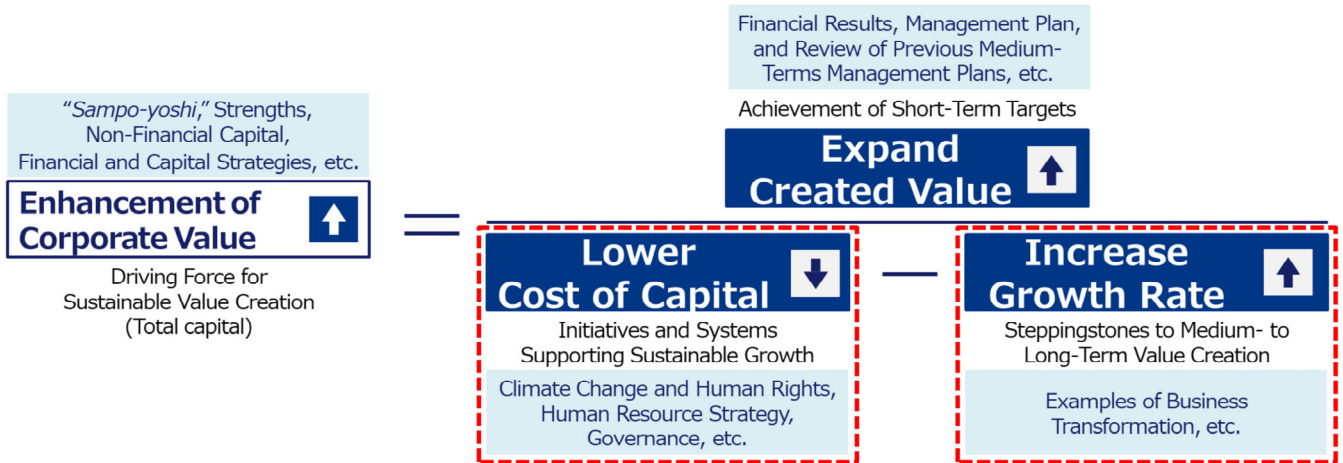 “Sampo-yoshi,” Strengths,
Non-Financial Capital,
Financial and Capital Strategies, etc.
Enhancement of
Corporate Value
Driving Force for
Sustainable Value Creation
(Total capital)
=
Financial Results, Management Plan,
and Review of Previous Medium-
Terms Management Plans, etc.
Achievement of Short-Term Targets
Expand
Created Value
Lower
Cost of Capital
Initiatives and Systems
Supporting Sustainable Growth
Climate Change and Human Rights,
Human Resource Strategy,
Governance, etc.
—
Increase
Growth Rate
Steppingstones to Medium- to
Long-Term Value Creation
Examples of Business
Transformation, etc.